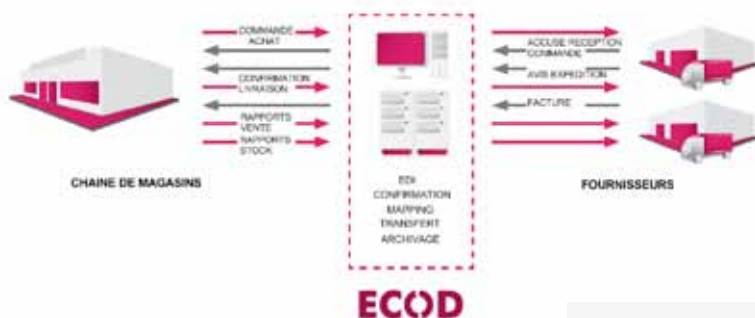 COMMANDE
ACHAT
CONFIRMATION
LIVRAISON
RAPPORTS
VENTE
RAPPORTS
STOCK
CHAINE DE MAGASINS
EDI
CONFIRMATION
MAPPING
TRANSFERT
ARCHIVAGE
ACCUSE RECEPTION
COMMANDE
AVIS EXPEDITION
FACTURE
FOURNISSEURS
ECOD